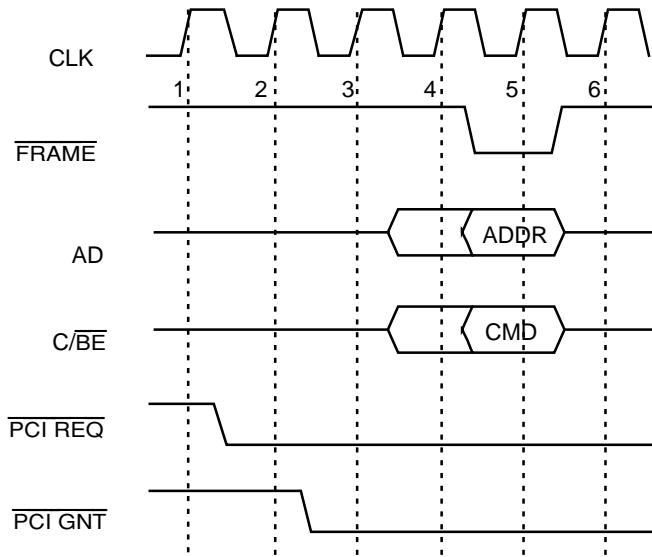 CLK
1 2 3 4 5 6
FRAME
AD ADDR
C/BE CMD
PCI REQ
PCI GNT